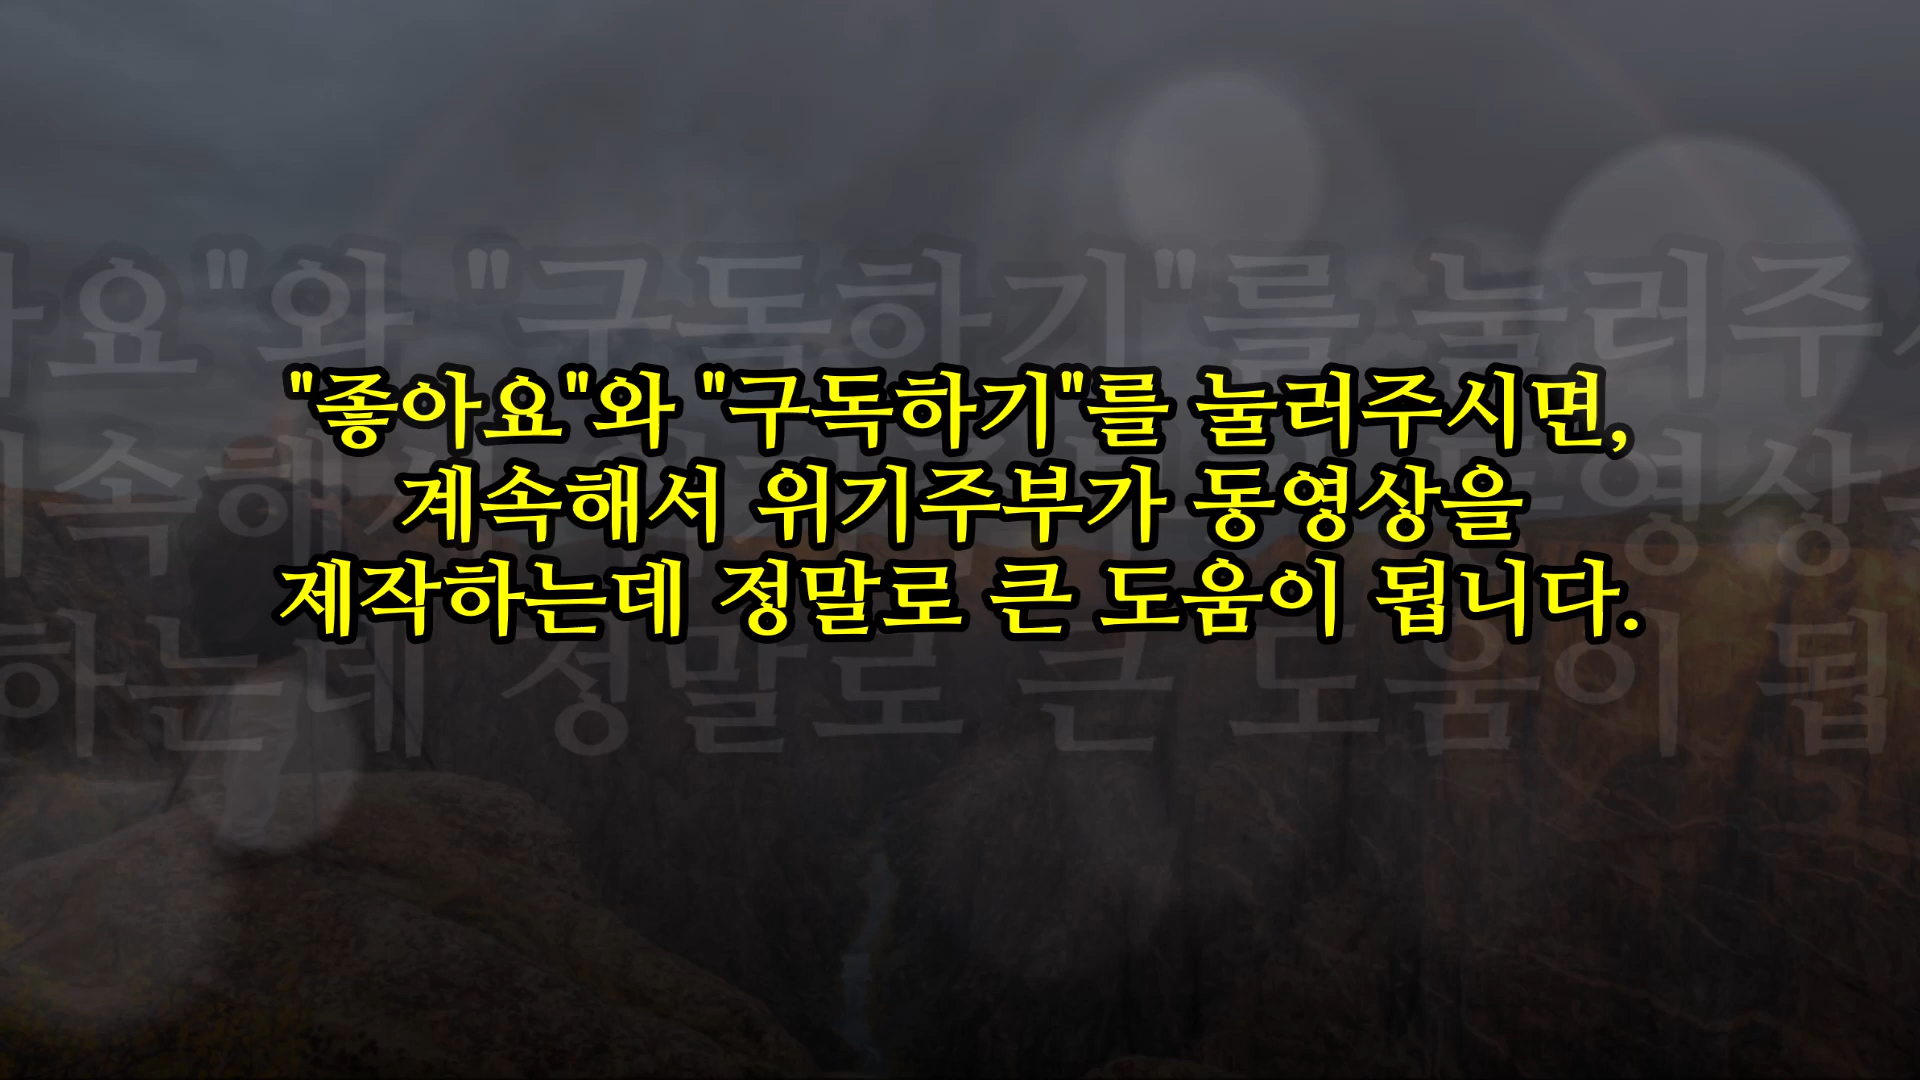 "좋아요"와 "구독하기"를 눌러주시면,
계속해서 위기주부가 동영상을
제작하는데 정말로 큰 도움이 됩니다.